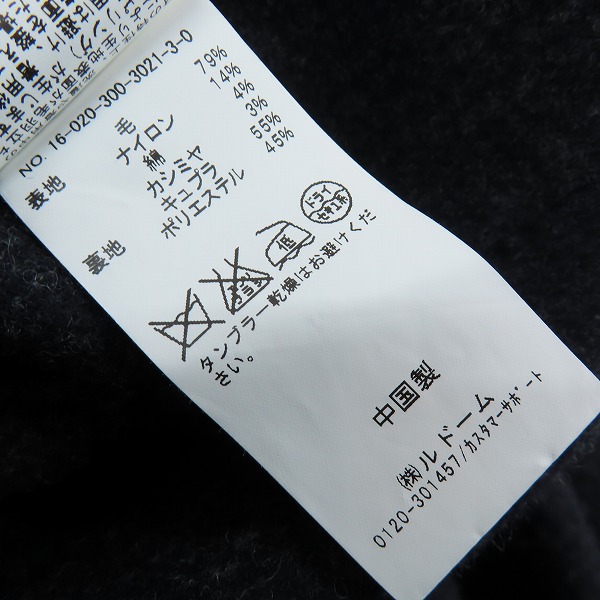 NO. 16-020-300-3021-3-0
表地 毛 79%
ナイロン 14%
綿 4%
カシミヤ 3%
裏地 キュプラ 55%
ポリエステル 45%
低
ドライ
セキユ系
タンブラー乾燥はお避けくだ
さい。
中国製
(株)ルドーム
0120-301457/カスタマーサポート